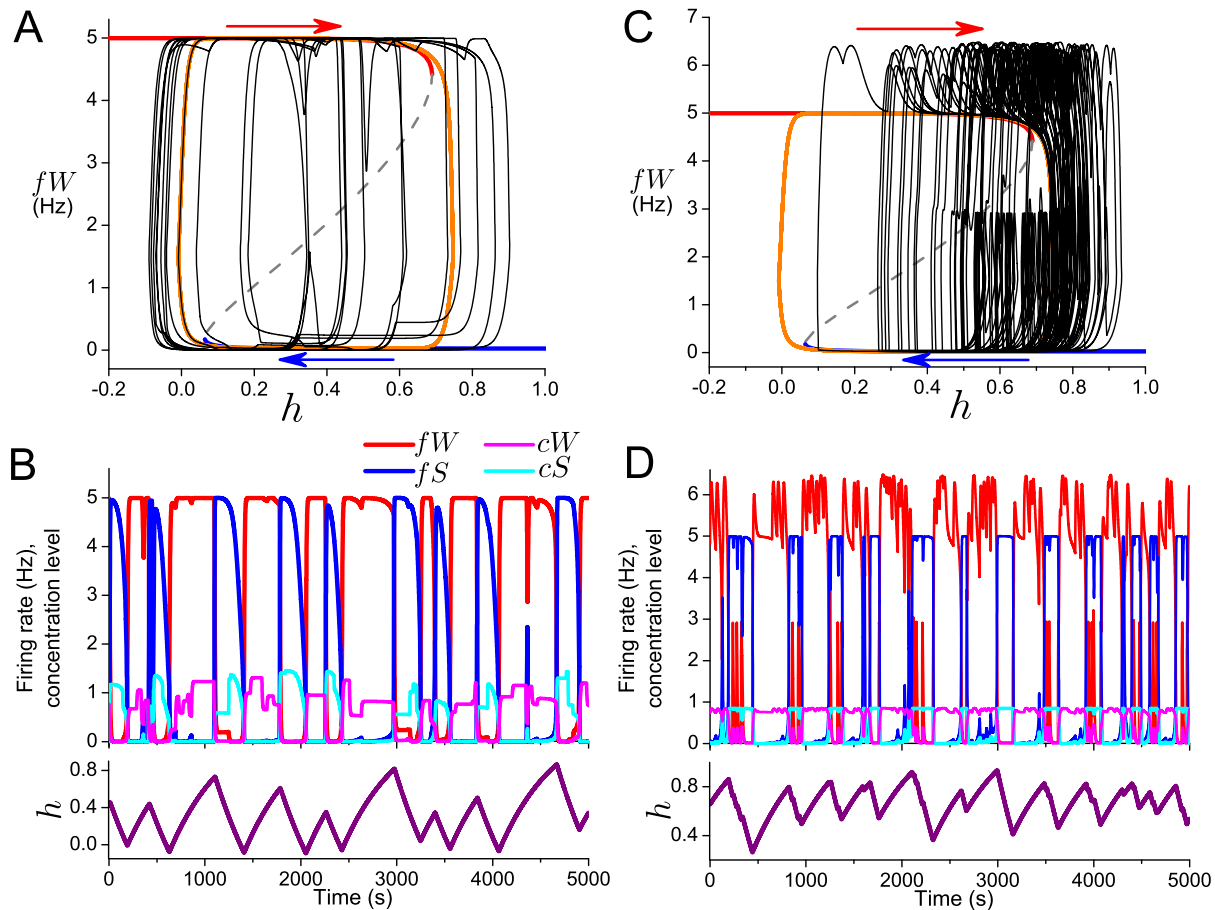 A
5
4
3
2
1
0
fW
(Hz)
-0.2 0.0 0.2 0.4 0.6 0.8 1.0
h
C
7
6
5
4
3
2
1
0
fW
(Hz)
-0.2 0.0 0.2 0.4 0.6 0.8 1.0
h
B
fW cW
fS cS
5
4
3
2
1
0
Firing rate (Hz),
concentration level
0.8
0.0
h
0 1000 2000 3000 4000 5000
Time (s)
D
6
5
4
3
2
1
0
Firing rate (Hz),
concentration level
0.8
0.4
h
0 1000 2000 3000 4000 5000
Time (s)